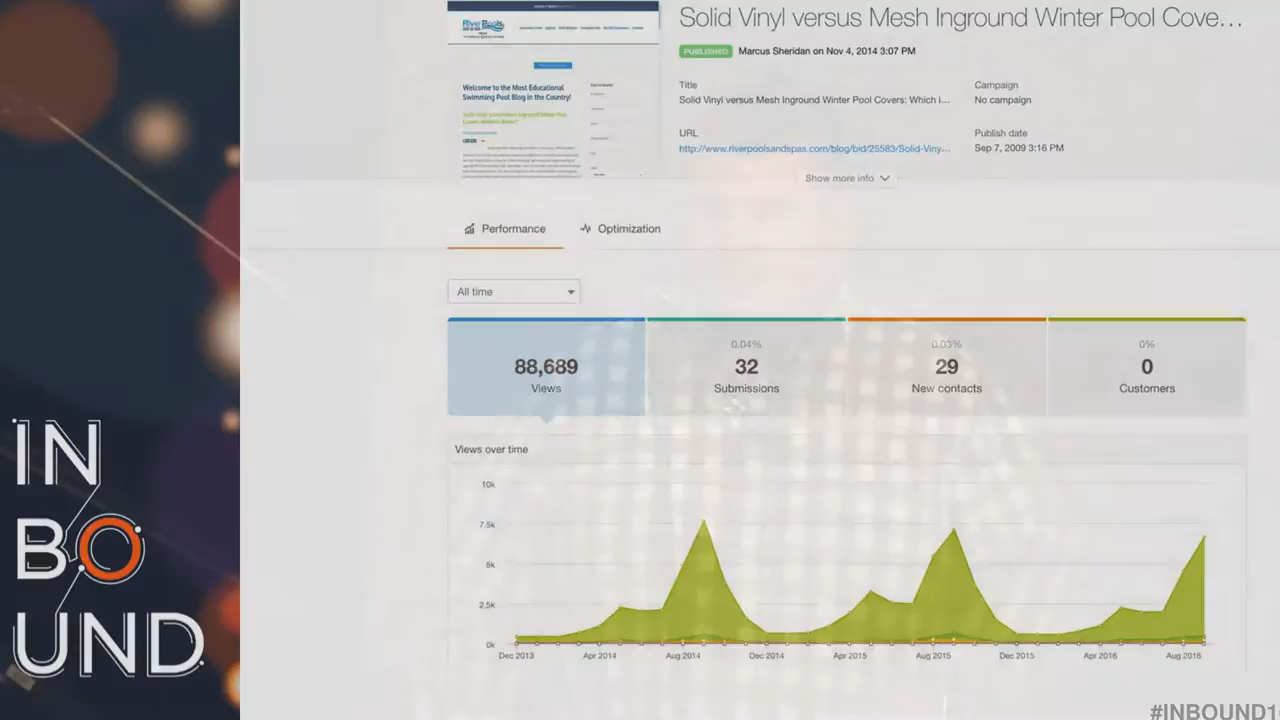 Solid Vinyl versus Mesh Inground Winter Pool Cove...
PUBLISHED Marcus Sheridan on Nov 4, 2014 3:07 PM
Title
Solid Vinyl versus Mesh Inground Winter Pool Covers: Which i...
Campaign
No campaign
URL
http://www.riverpoolsandspas.com/blog/bid/25583/Solid-Viny...
Publish date
Sep 7, 2009 3:16 PM
Show more info
River Pools
Welcome to the Most Educational
Swimming Pool Blog in the Country!
Performance
Optimization
All time
88,689
Views
0.04%
32
Submissions
0.03%
29
New contacts
0%
0
Customers
Views over time
10k
7.5k
5k
2.5k
0k
Dec 2013 Apr 2014 Aug 2014 Dec 2014 Apr 2015 Aug 2015 Dec 2015 Apr 2016 Aug 2016
IN
BO
UND.
#INBOUND1